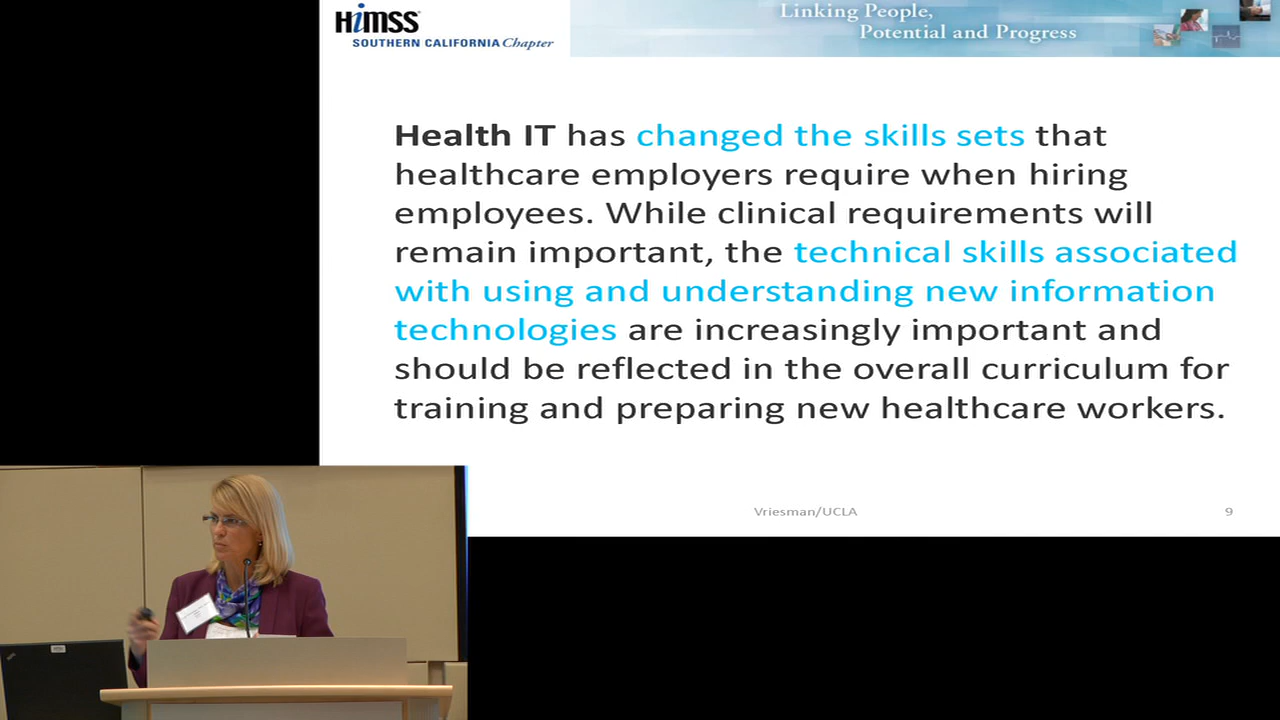 HiMSS
SOUTHERN CALIFORNIA Chapter
Linking People,
Potential and Progress
Health IT has changed the skills sets that
healthcare employers require when hiring
employees. While clinical requirements will
remain important, the technical skills associated
with using and understanding new information
technologies are increasingly important and
should be reflected in the overall curriculum for
training and preparing new healthcare workers.
Vriesman/UCLA
9